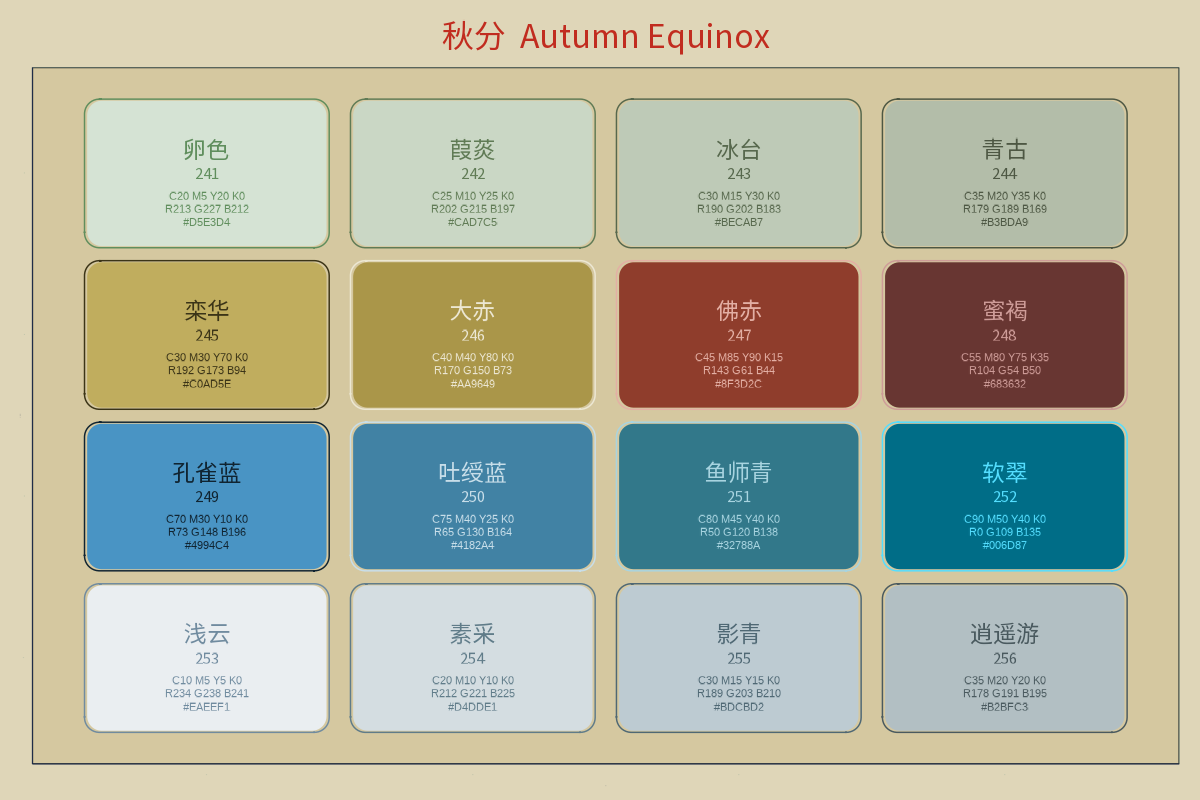 秋分 Autumn Equinox
卵色
241
C20 M5 Y20 K0
R213 G227 B212
#D5E3D4
葭菼
242
C25 M10 Y25 K0
R202 G215 B197
#CAD7C5
冰台
243
C30 M15 Y30 K0
R190 G202 B183
#BECAB7
青古
244
C35 M20 Y35 K0
R179 G189 B169
#B3BDA9
栾华
245
C30 M30 Y70 K0
R192 G173 B94
#C0AD5E
大赤
246
C40 M40 Y80 K0
R170 G150 B73
#AA9649
佛赤
247
C45 M85 Y90 K15
R143 G61 B44
#8F3D2C
蜜褐
248
C55 M80 Y75 K35
R104 G54 B50
#683632
孔雀蓝
249
C70 M30 Y10 K0
R73 G148 B196
#4994C4
吐绶蓝
250
C75 M40 Y25 K0
R65 G130 B164
#4182A4
鱼师青
251
C80 M45 Y40 K0
R50 G120 B138
#32788A
软翠
252
C90 M50 Y40 K0
R0 G109 B135
#006D87
浅云
253
C10 M5 Y5 K0
R234 G238 B241
#EAEEF1
素采
254
C20 M10 Y10 K0
R212 G221 B225
#D4DDE1
影青
255
C30 M15 Y15 K0
R189 G203 B210
#BDCBD2
逍遥游
256
C35 M20 Y20 K0
R178 G191 B195
#B2BFC3